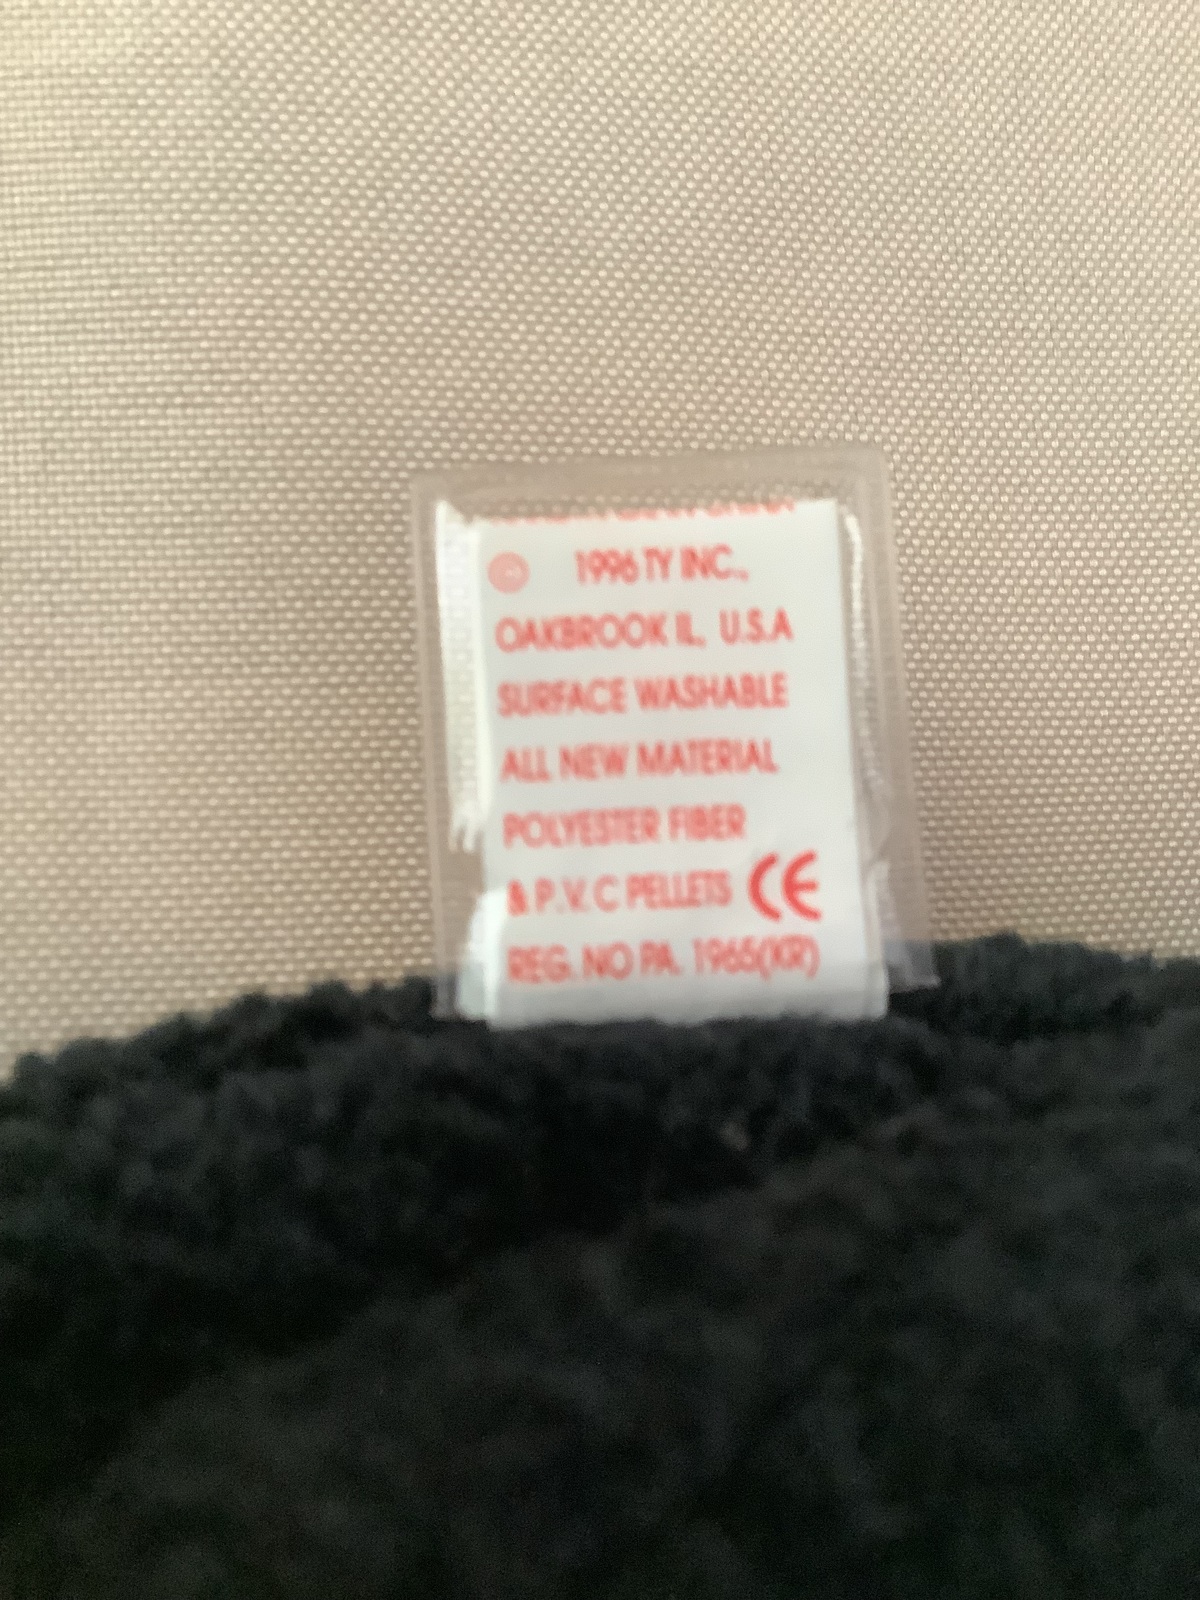 © 1996 TY INC.,
OAKBROOK IL, U.S.A
SURFACE WASHABLE
ALL NEW MATERIAL
POLYESTER FIBER
& P.V.C PELLETS CE
REG. NO PA. 1965(KR)